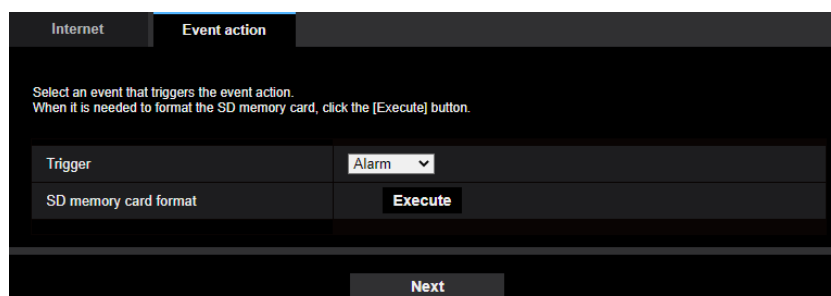 Internet
Event action
Select an event that triggers the event action.
When it is needed to format the SD memory card, click the [Execute] button.
Trigger
Alarm
SD memory card format
Execute
Next